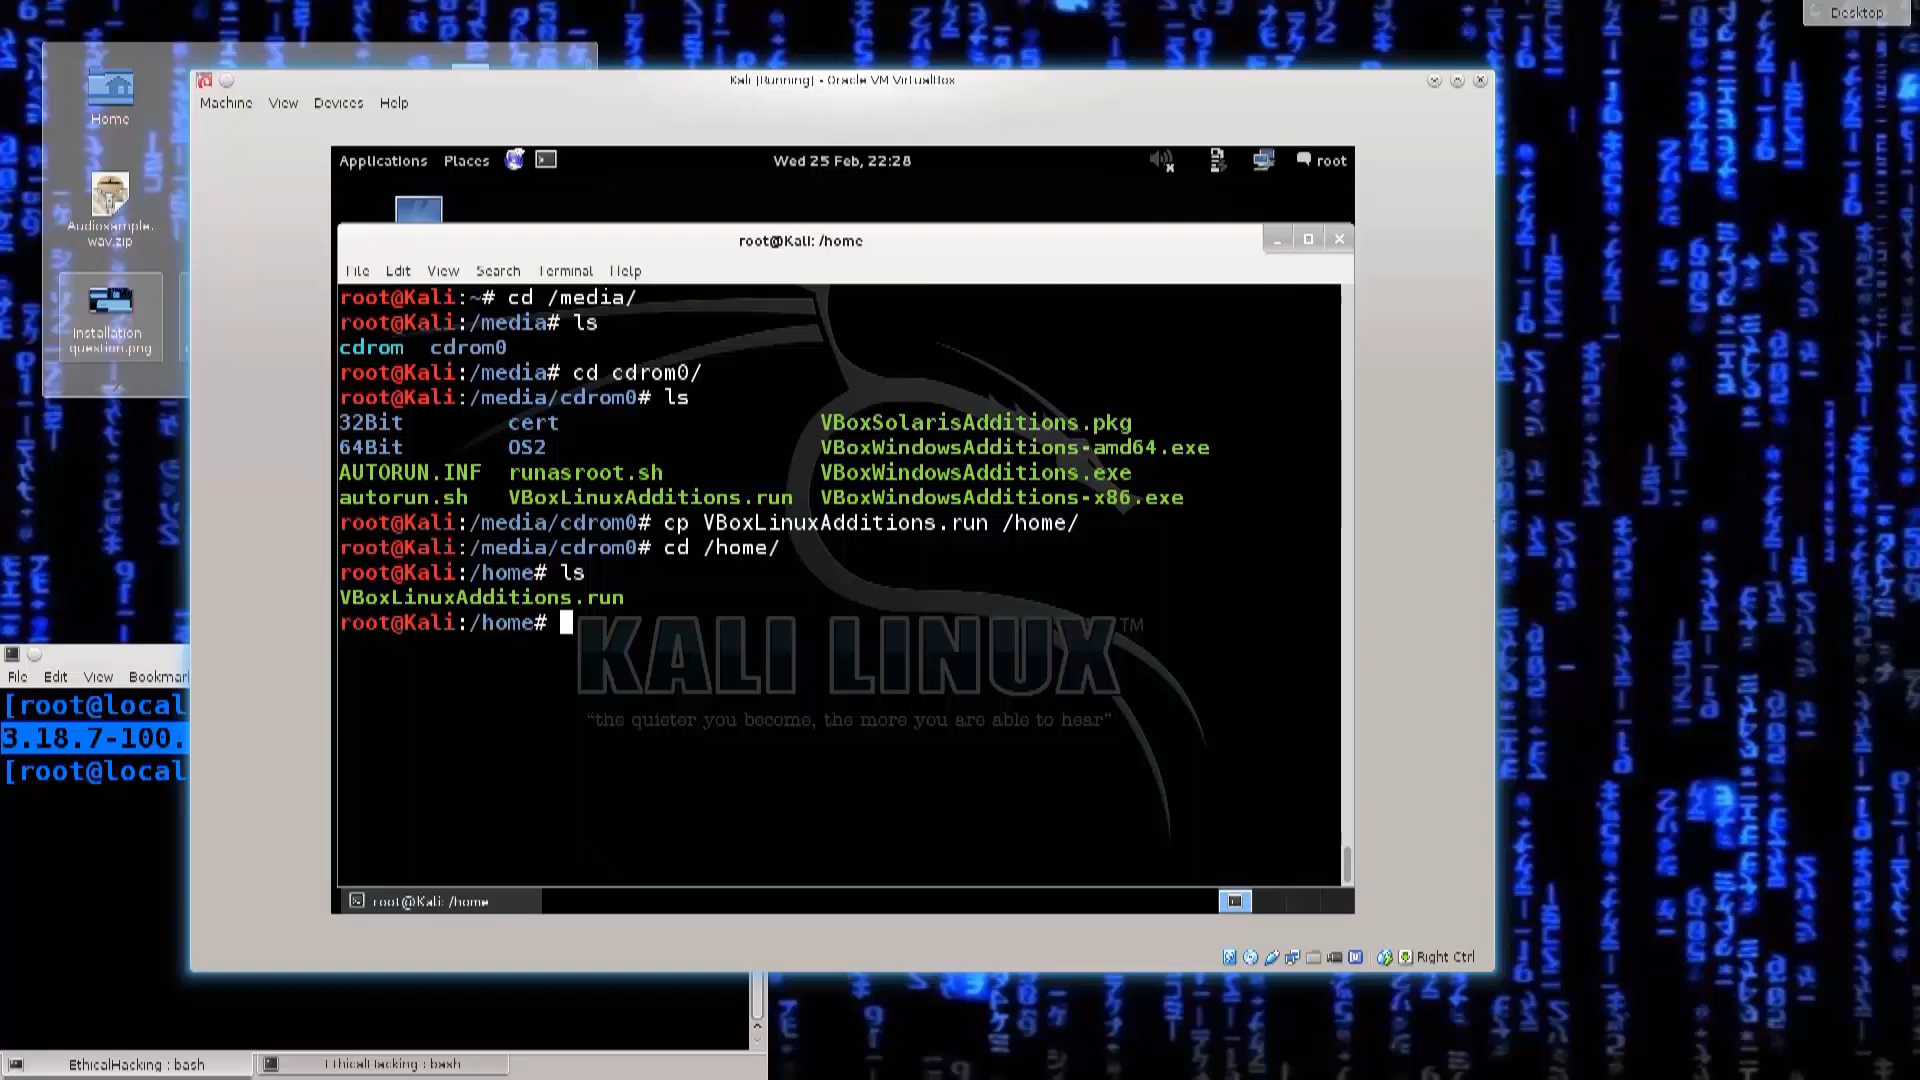 Desktop
Home
Audioxample.
wav.zip
Installation
question.png
Kali [Running] - Oracle VM VirtualBox
Machine View Devices Help
Applications Places
Wed 25 Feb, 22:28
root
root@Kali: /home
File Edit View Search Terminal Help
root@Kali:~# cd /media/
root@Kali:/media# ls
cdrom cdrom0
root@Kali:/media# cd cdrom0/
root@Kali:/media/cdrom0# ls
32Bit cert VBoxSolarisAdditions.pkg
64Bit OS2 VBoxWindowsAdditions-amd64.exe
AUTORUN.INF runasroot.sh VBoxWindowsAdditions.exe
autorun.sh VBoxLinuxAdditions.run VBoxWindowsAdditions-x86.exe
root@Kali:/media/cdrom0# cp VBoxLinuxAdditions.run /home/
root@Kali:/media/cdrom0# cd /home/
root@Kali:/home# ls
VBoxLinuxAdditions.run
root@Kali:/home#
KALI LINUX™
“the quieter you become, the more you are able to hear”
root@Kali: /home
Right Ctrl
File Edit View Bookmar
[root@local
3.18.7-100.
[root@local
EthicalHacking : bash
EthicalHacking : bash